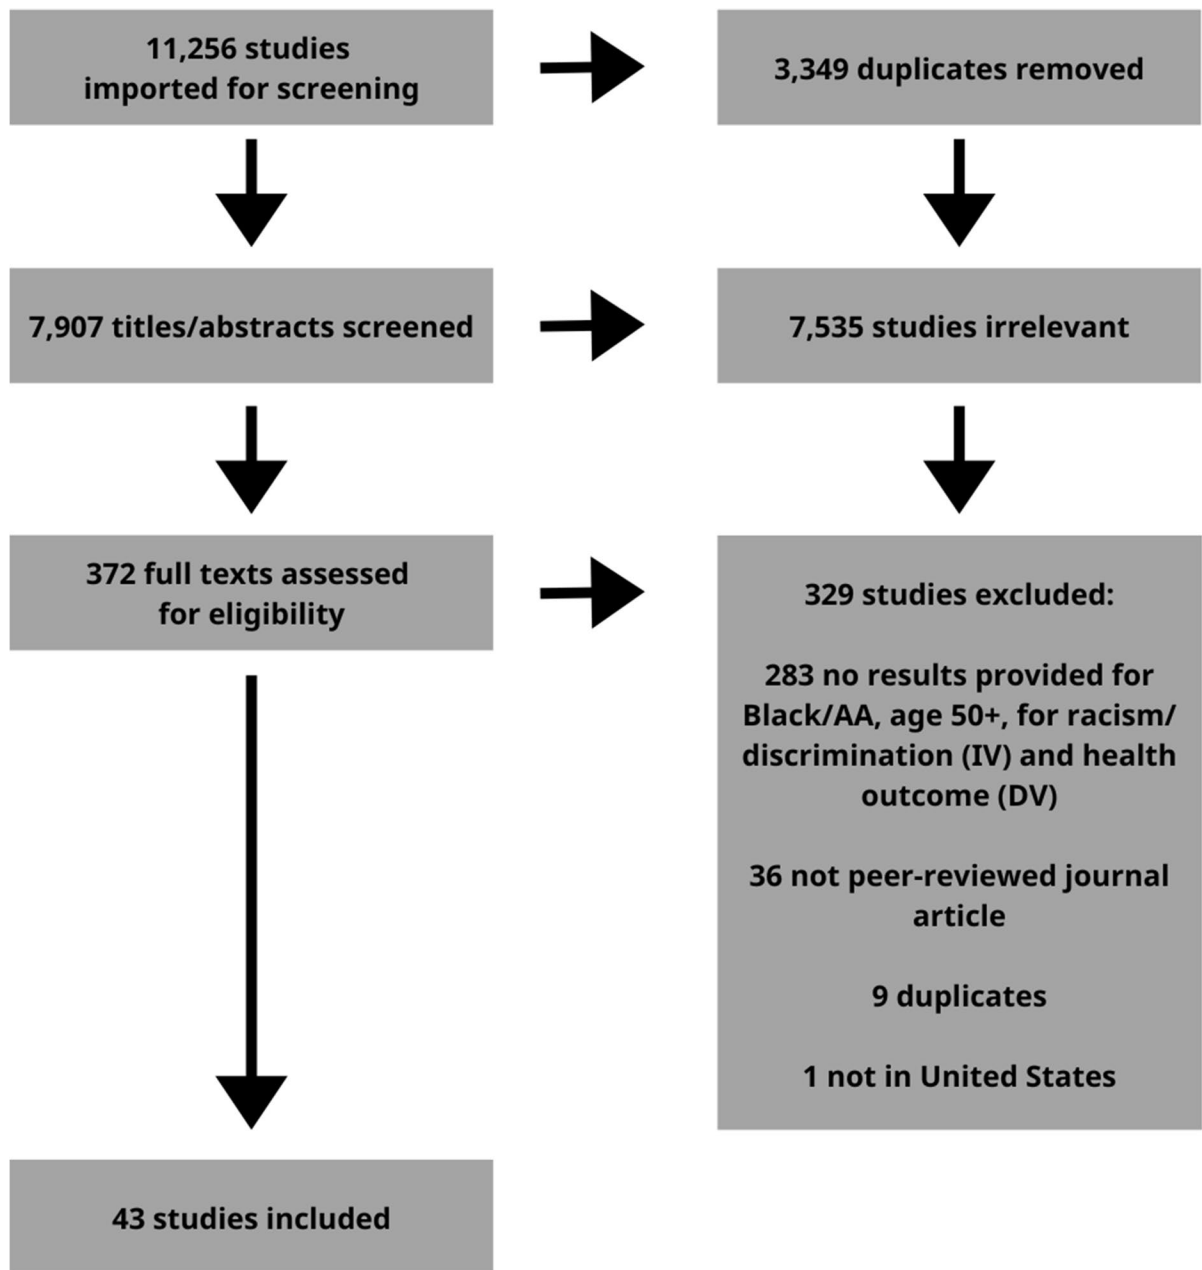 11,256 studies
imported for screening
3,349 duplicates removed
7,907 titles/abstracts screened
7,535 studies irrelevant
372 full texts assessed
for eligibility
329 studies excluded:
283 no results provided for
Black/AA, age 50+, for racism/
discrimination (IV) and health
outcome (DV)
36 not peer-reviewed journal
article
9 duplicates
1 not in United States
43 studies included